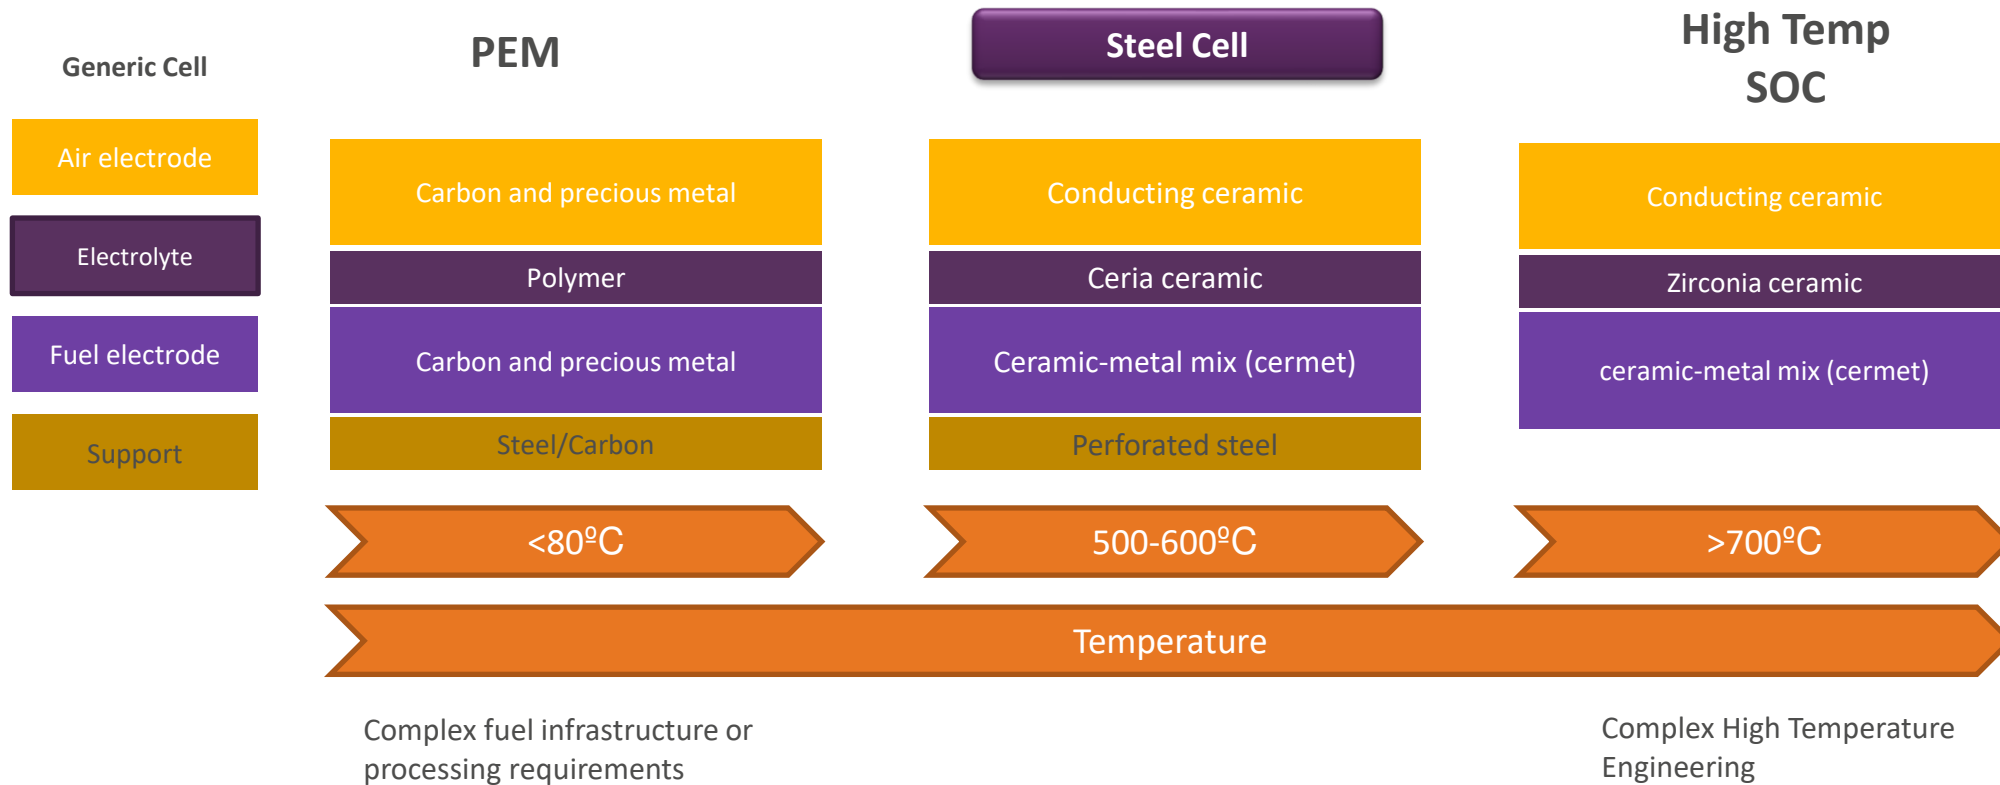 Generic Cell
Air electrode
Electrolyte
Fuel electrode
Support
PEM
Carbon and precious metal
Polymer
Carbon and precious metal
Steel/Carbon
<80ºC
Steel Cell
Conducting ceramic
Ceria ceramic
Ceramic-metal mix (cermet)
Perforated steel
500-600ºC
High Temp
SOC
Conducting ceramic
Zirconia ceramic
ceramic-metal mix (cermet)
>700ºC
Temperature
Complex fuel infrastructure or
processing requirements
Complex High Temperature
Engineering